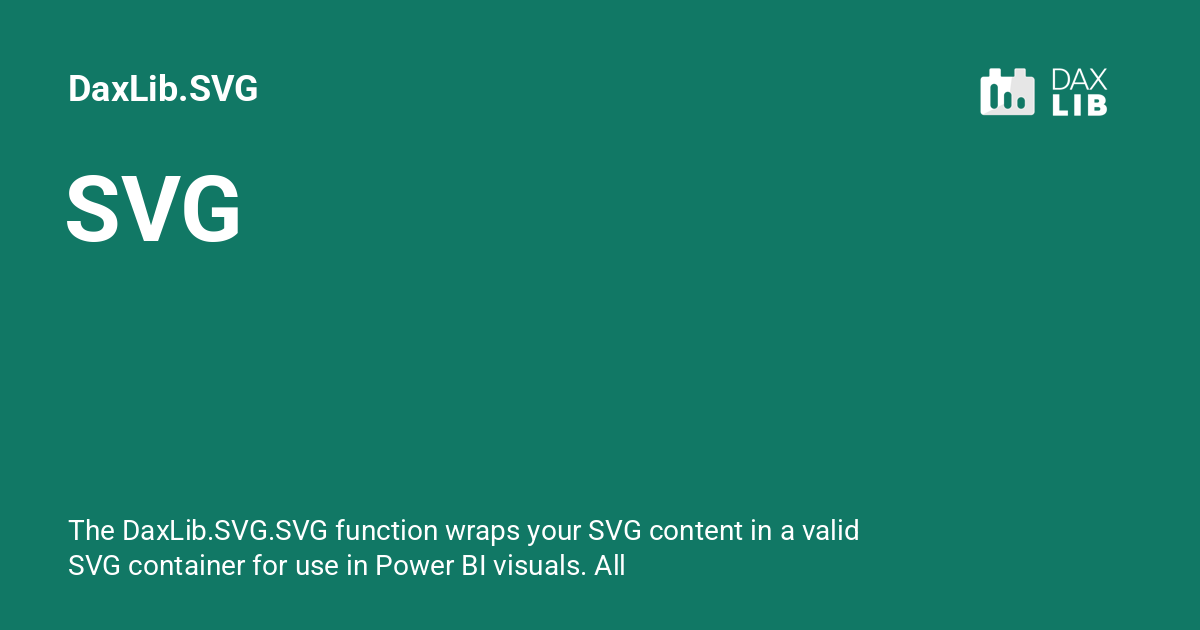 DaxLib.SVG
DAX
LIB
SVG
The DaxLib.SVG.SVG function wraps your SVG content in a valid
SVG container for use in Power BI visuals. All